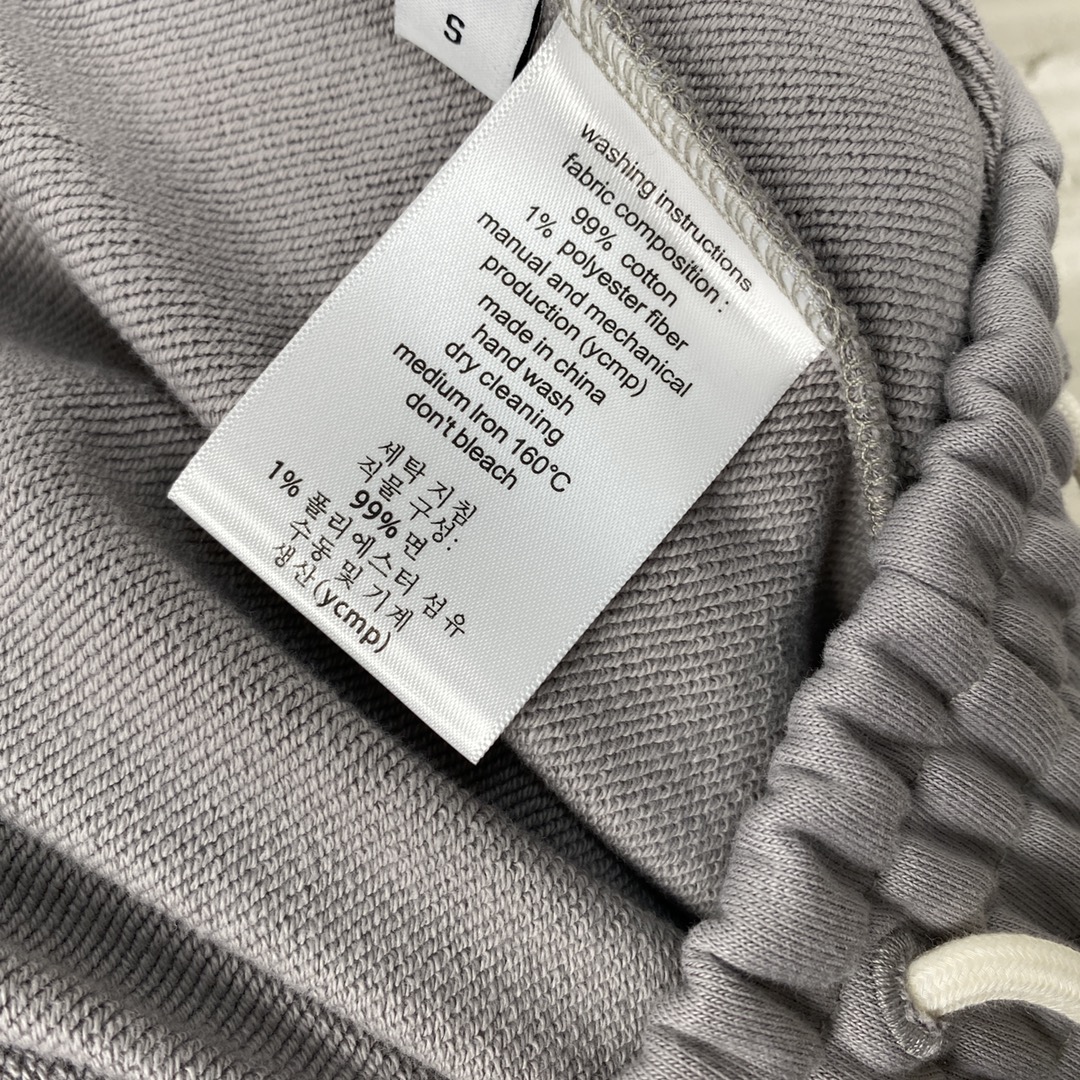 S
washing instructions
fabric composition :
99% cotton
1% polyester fiber
manual and mechanical
production (ycmp)
made in china
hand wash
dry cleaning
medium Iron 160°C
don't bleach
세탁 지침
직물 구성:
99% 면
1% 폴리에스터 섬유
수동 및 기계
생산(ycmp)